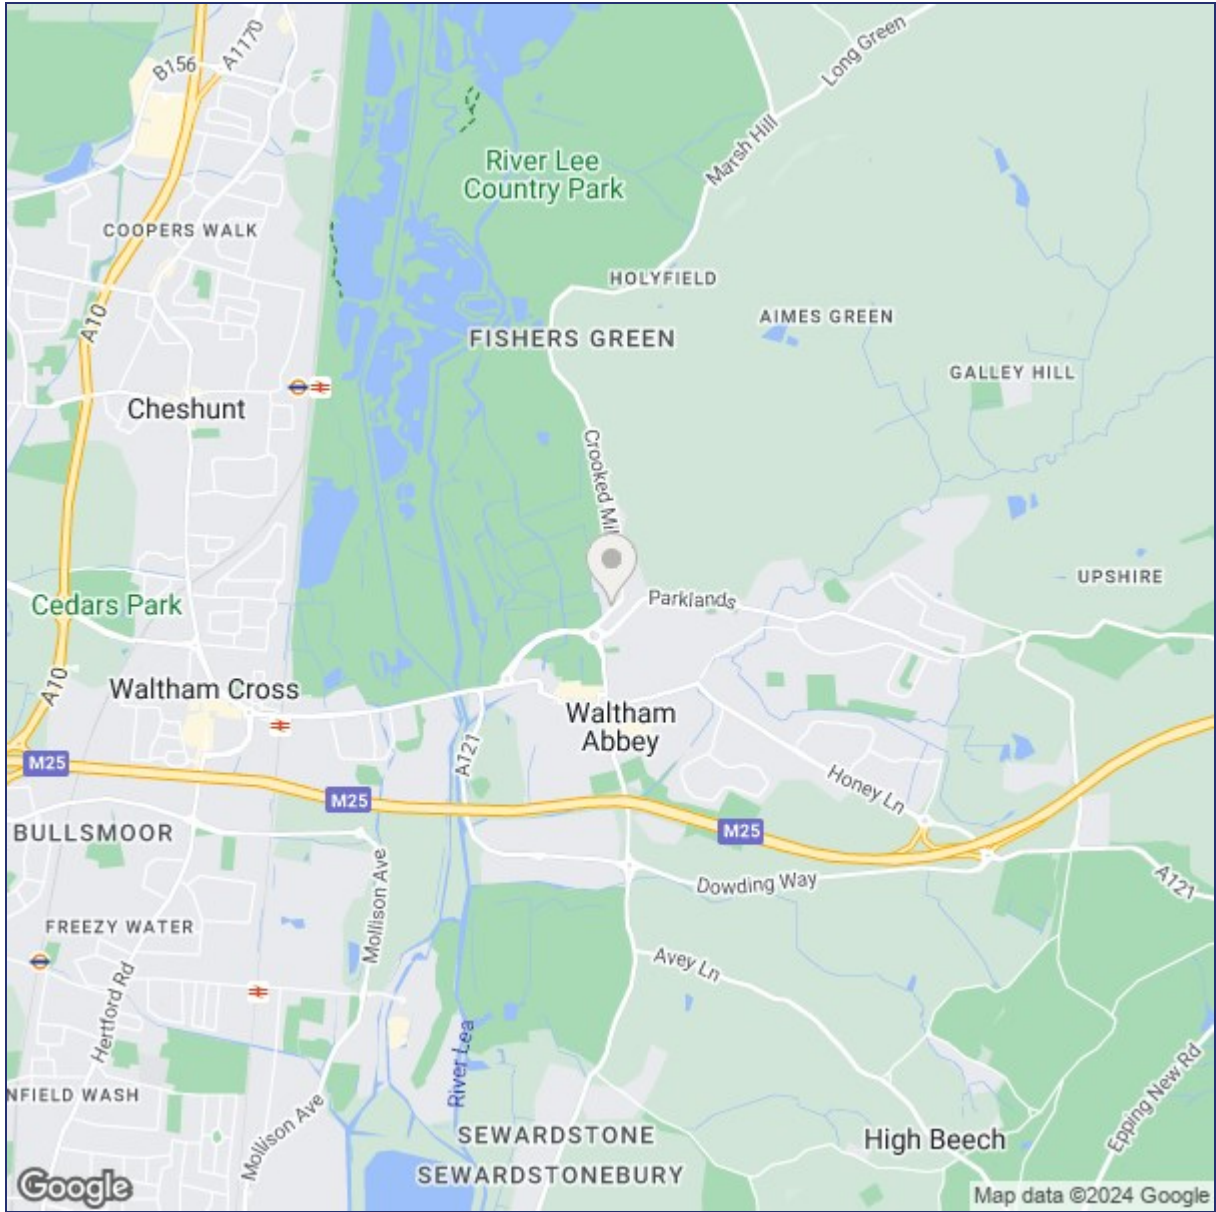 A1170
B156
Long Green
Marsh Hill
River Lee
Country Park
COOPERS WALK
HOLYFIELD
A10
AIMES GREEN
FISHERS GREEN
GALLEY HILL
Cheshunt
Crooked Mil
UPSHIRE
Parklands
Cedars Park
A10
Waltham Cross
Waltham
Abbey
A121
M25
Honey Ln
M25
M25
BULLSMOOR
Dowding Way
A121
Mollison Ave
FREEZY WATER
Avey Ln
Hertford Rd
River Lea
NFIELD WASH
Epping New Rd
Mollison Ave
SEWARDSTONE
High Beech
SEWARDSTONEBURY
Google
Map data ©2024 Google